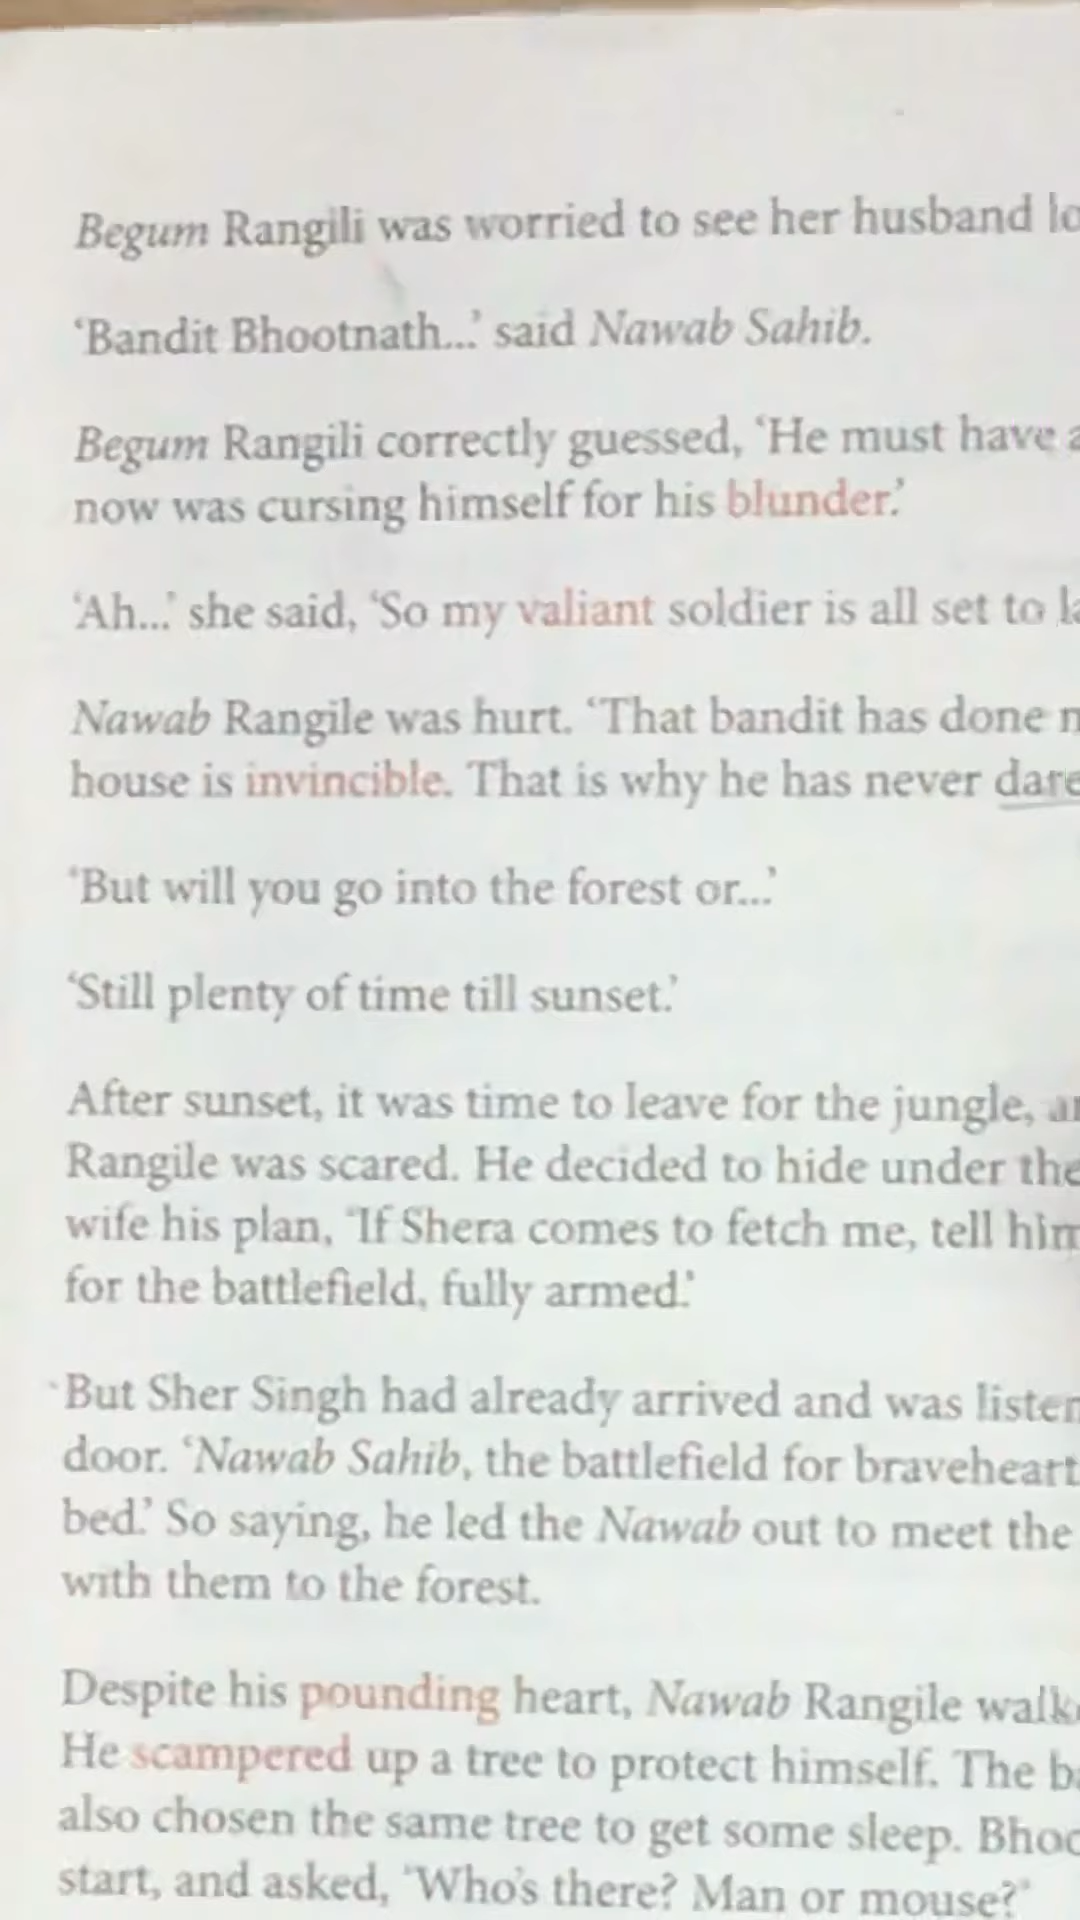 Begum Rangili was worried to see her husband
'Bandit Bhootnath...' said Nawab Sahib.
Begum Rangili correctly guessed, 'He must have
now was cursing himself for his blunder.'
'Ah...' she said, 'So my valiant soldier is all set to
Nawab Rangile was hurt. 'That bandit has done
house is invincible. That is why he has never dare
'But will you go into the forest or...'
'Still plenty of time till sunset.'
After sunset, it was time to leave for the jungle,
Rangile was scared. He decided to hide under the
wife his plan, 'If Shera comes to fetch me, tell him
for the battlefield, fully armed.'
But Sher Singh had already arrived and was listen
door. 'Nawab Sahib, the battlefield for braveheart
bed.' So saying, he led the Nawab out to meet the
with them to the forest.
Despite his pounding heart, Nawab Rangile walk
He scampered up a tree to protect himself. The
also chosen the same tree to get some sleep. Bhoo
start, and asked, 'Who's there? Man or mouse?'